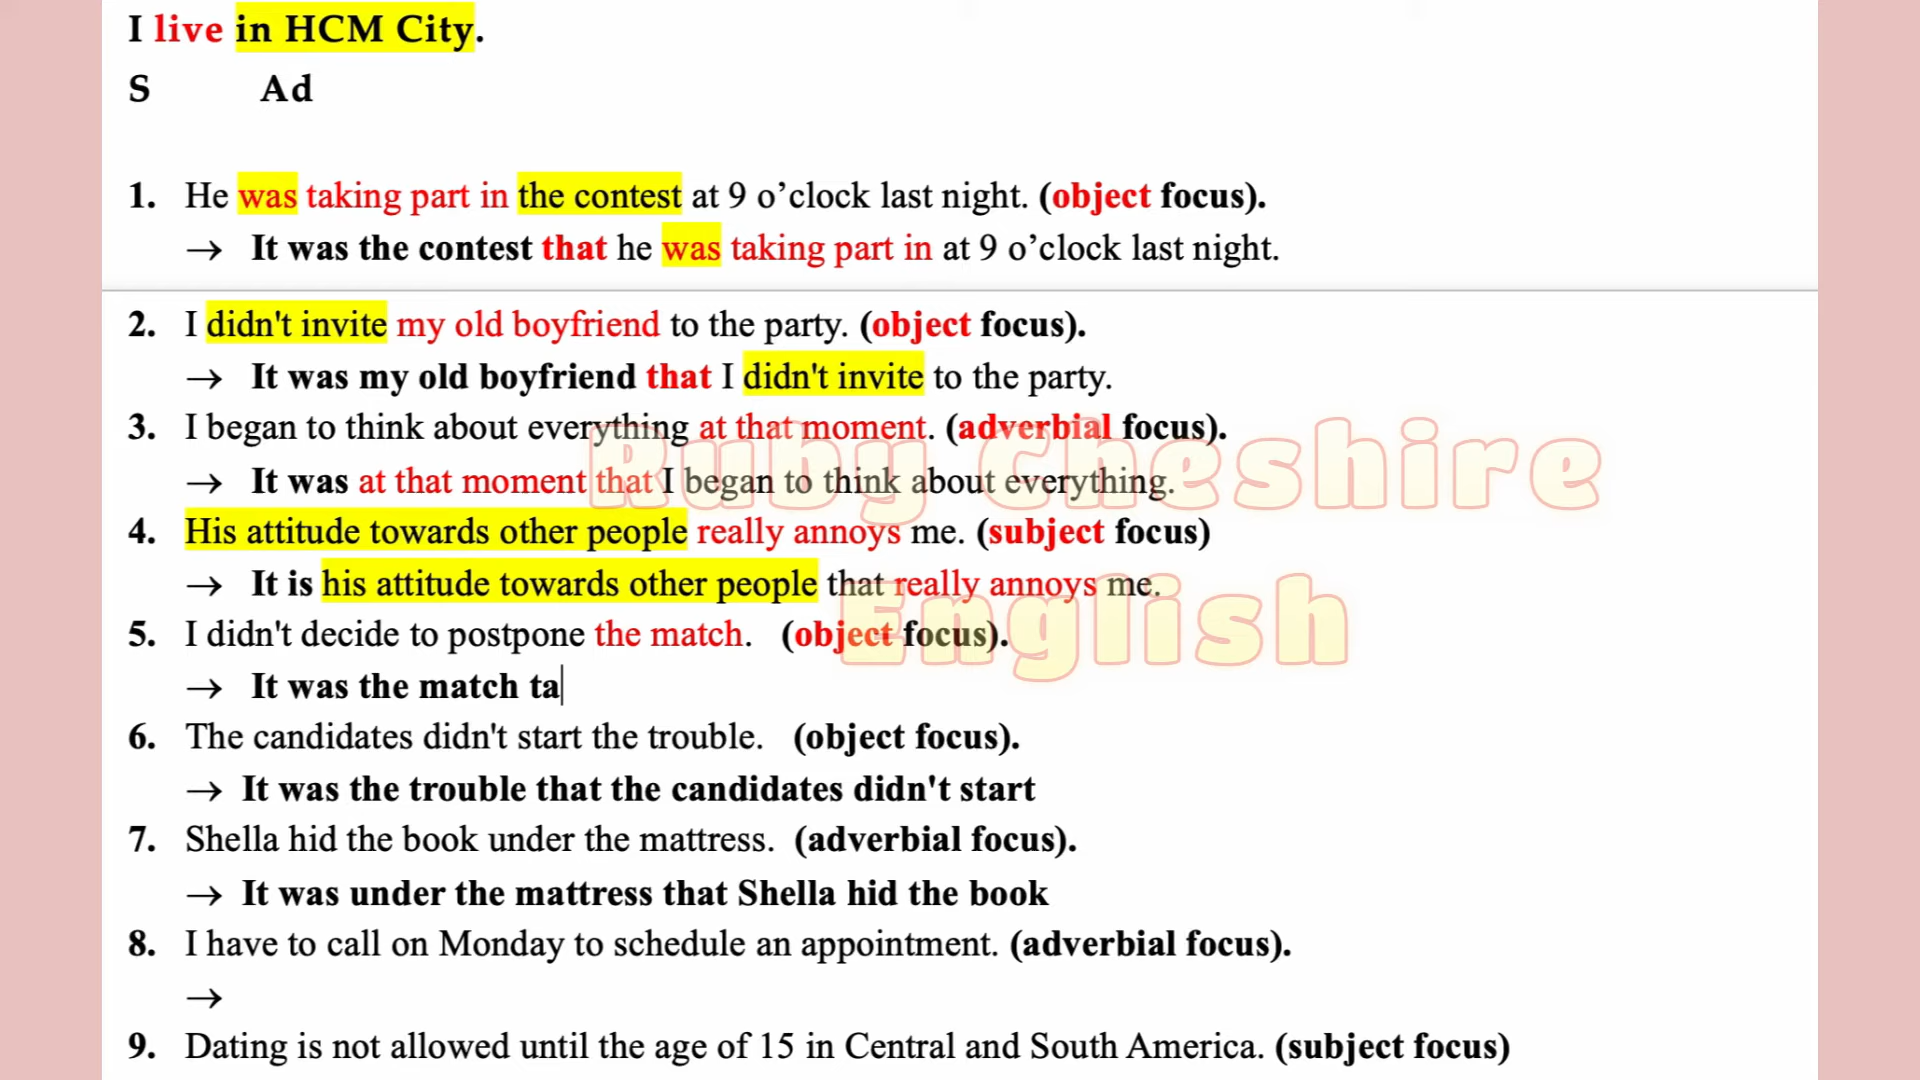 I live in HCM City.
S Ad
1. He was taking part in the contest at 9 o’clock last night. (object focus).
→ It was the contest that he was taking part in at 9 o’clock last night.
2. I didn't invite my old boyfriend to the party. (object focus).
→ It was my old boyfriend that I didn't invite to the party.
3. I began to think about everything at that moment. (adverbial focus).
→ It was at that moment that I began to think about everything.
4. His attitude towards other people really annoys me. (subject focus)
→ It is his attitude towards other people that really annoys me.
5. I didn't decide to postpone the match. (object focus).
→ It was the match ta
6. The candidates didn't start the trouble. (object focus).
→ It was the trouble that the candidates didn't start
7. Shella hid the book under the mattress. (adverbial focus).
→ It was under the mattress that Shella hid the book
8. I have to call on Monday to schedule an appointment. (adverbial focus).
→
9. Dating is not allowed until the age of 15 in Central and South America. (subject focus)
Ruby Cheshire
English